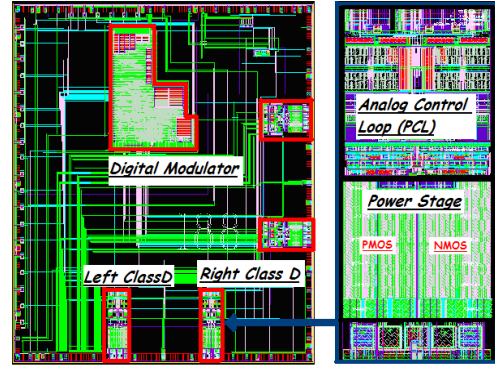 Digital Modulator
Left ClassD
Right Class D
Analog Control
Loop (PCL)
Power Stage
PMOS
NMOS